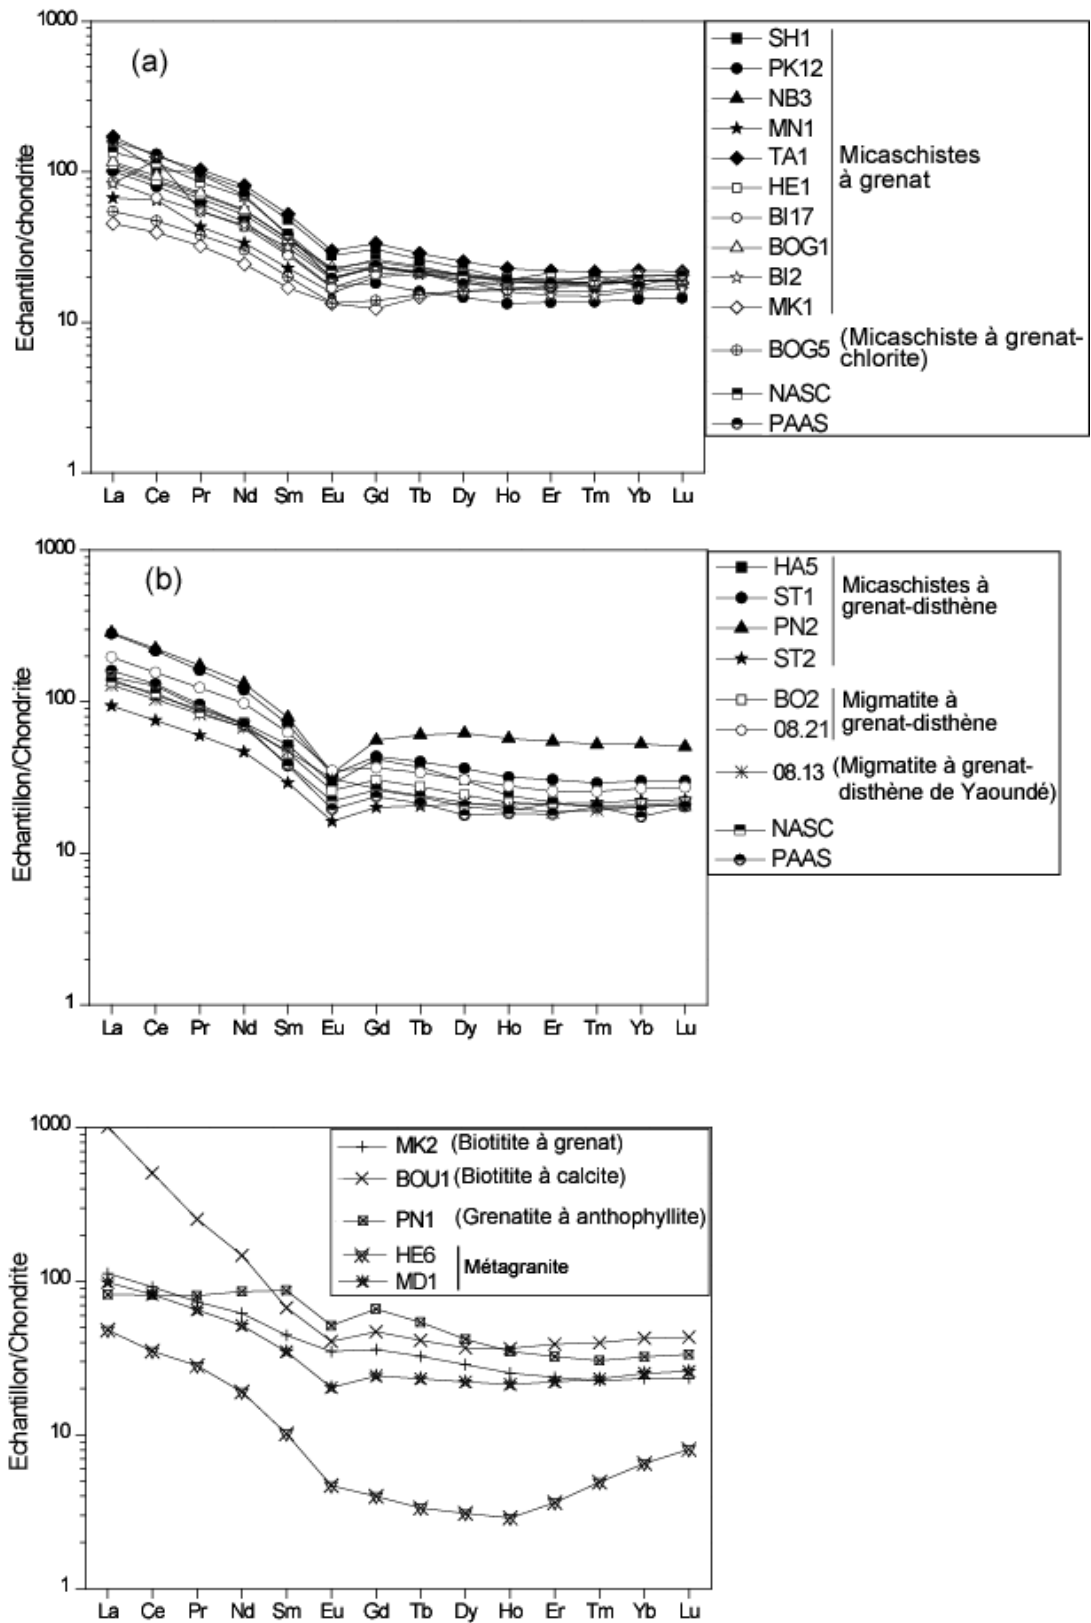 (a)
Echantillon/chondrite
1000
100
10
1
La Ce Pr Nd Sm Eu Gd Tb Dy Ho Er Tm Yb Lu
SH1
PK12
NB3
MN1
TA1
HE1
BI17
BOG1
BI2
MK1
Micaschistes
à grenat
BOG5 (Micaschiste à grenat-
chlorite)
NASC
PAAS
(b)
Echantillon/Chondrite
1000
100
10
1
La Ce Pr Nd Sm Eu Gd Tb Dy Ho Er Tm Yb Lu
HA5
ST1
PN2
ST2
Micaschistes à
grenat-disthène
BO2
08.21
Migmatite à
grenat-disthène
08.13 (Migmatite à grenat-
disthène de Yaoundé)
NASC
PAAS
Echantillon/Chondrite
1000
100
10
1
La Ce Pr Nd Sm Eu Gd Tb Dy Ho Er Tm Yb Lu
MK2 (Biotitite à grenat)
BOU1 (Biotitite à calcite)
PN1 (Grenatite à anthophyllite)
HE6
MD1
Métagranite